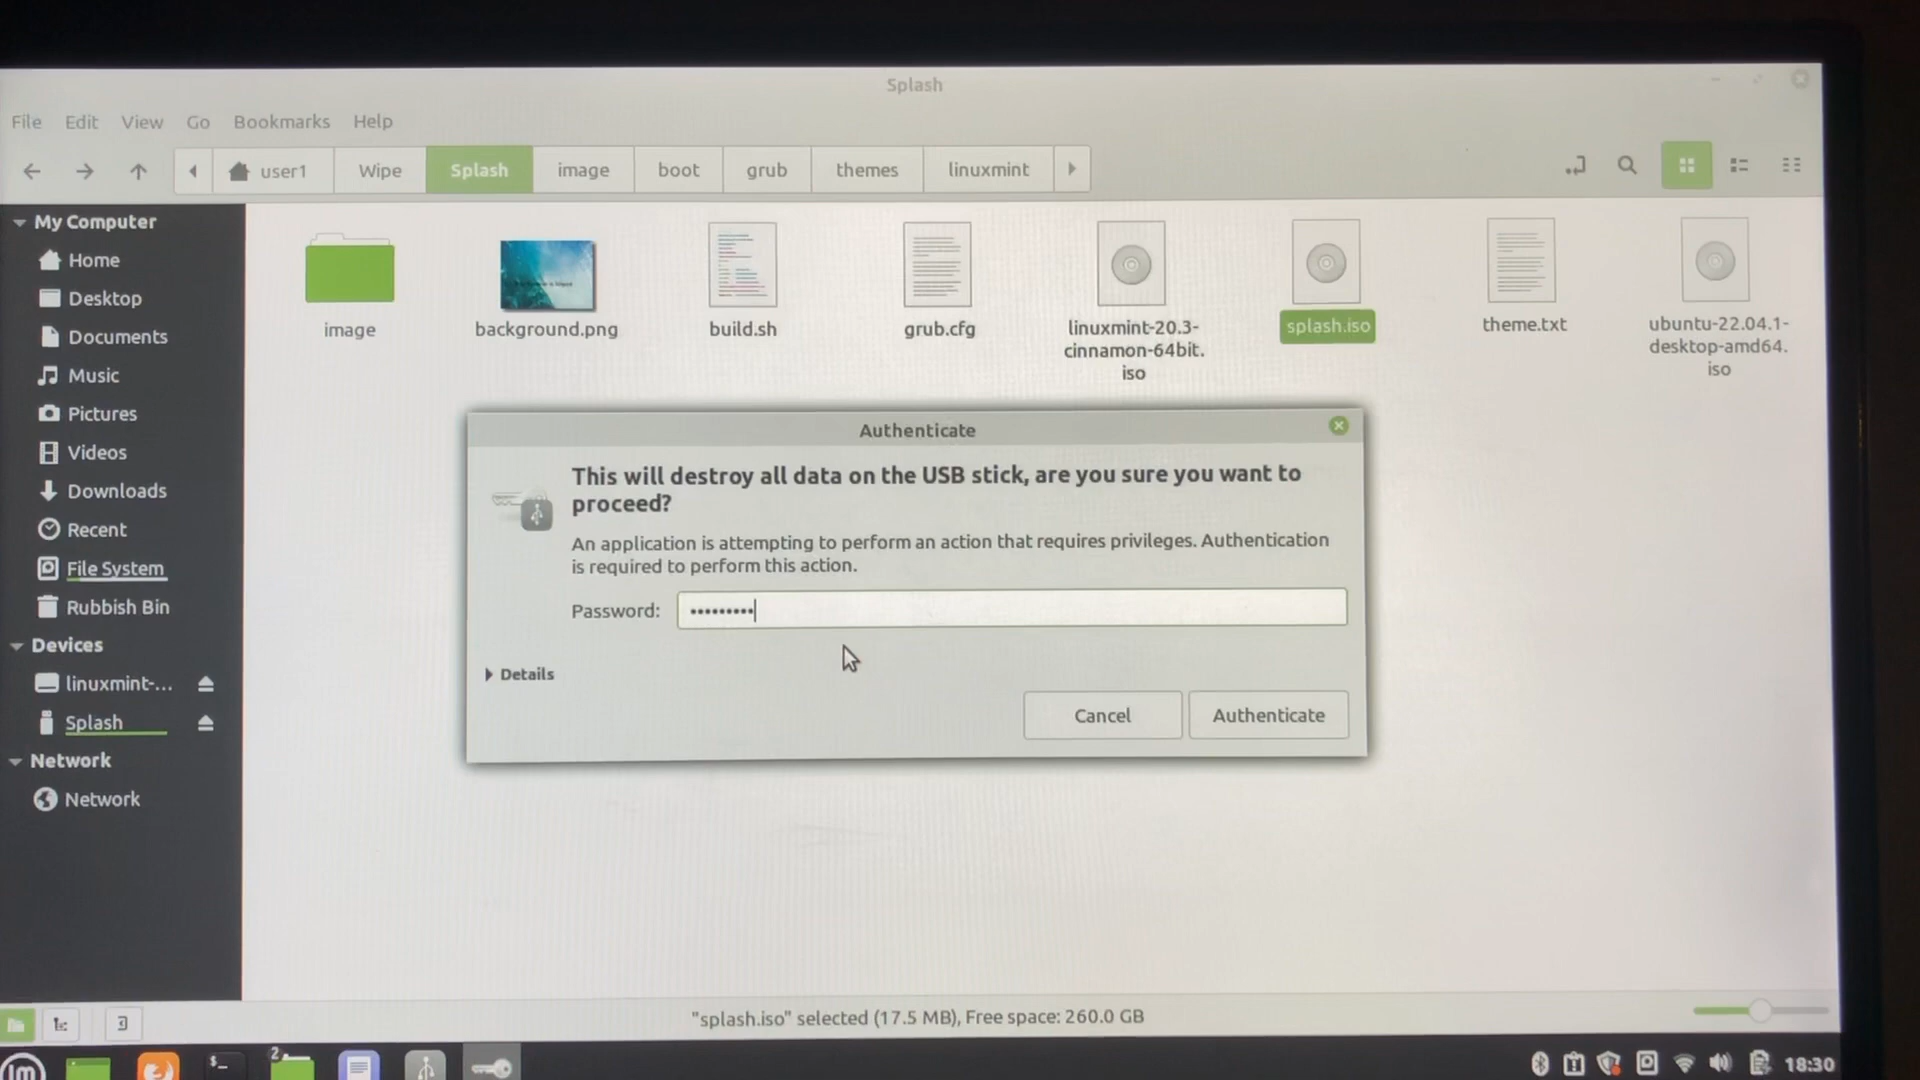 Splash
File Edit View Go Bookmarks Help
user1 Wipe Splash image boot grub themes linuxmint
My Computer
Home
Desktop
Documents
Music
Pictures
Videos
Downloads
Recent
File System
Rubbish Bin
Devices
linuxmint-...
Splash
Network
Network
image
background.png
build.sh
grub.cfg
linuxmint-20.3-
cinnamon-64bit.
iso
splash.iso
theme.txt
ubuntu-22.04.1-
desktop-amd64.
iso
Authenticate
This will destroy all data on the USB stick, are you sure you want to
proceed?
An application is attempting to perform an action that requires privileges. Authentication
is required to perform this action.
Password: •••••••••
Details
Cancel Authenticate
"splash.iso" selected (17.5 MB), Free space: 260.0 GB
2
18:30